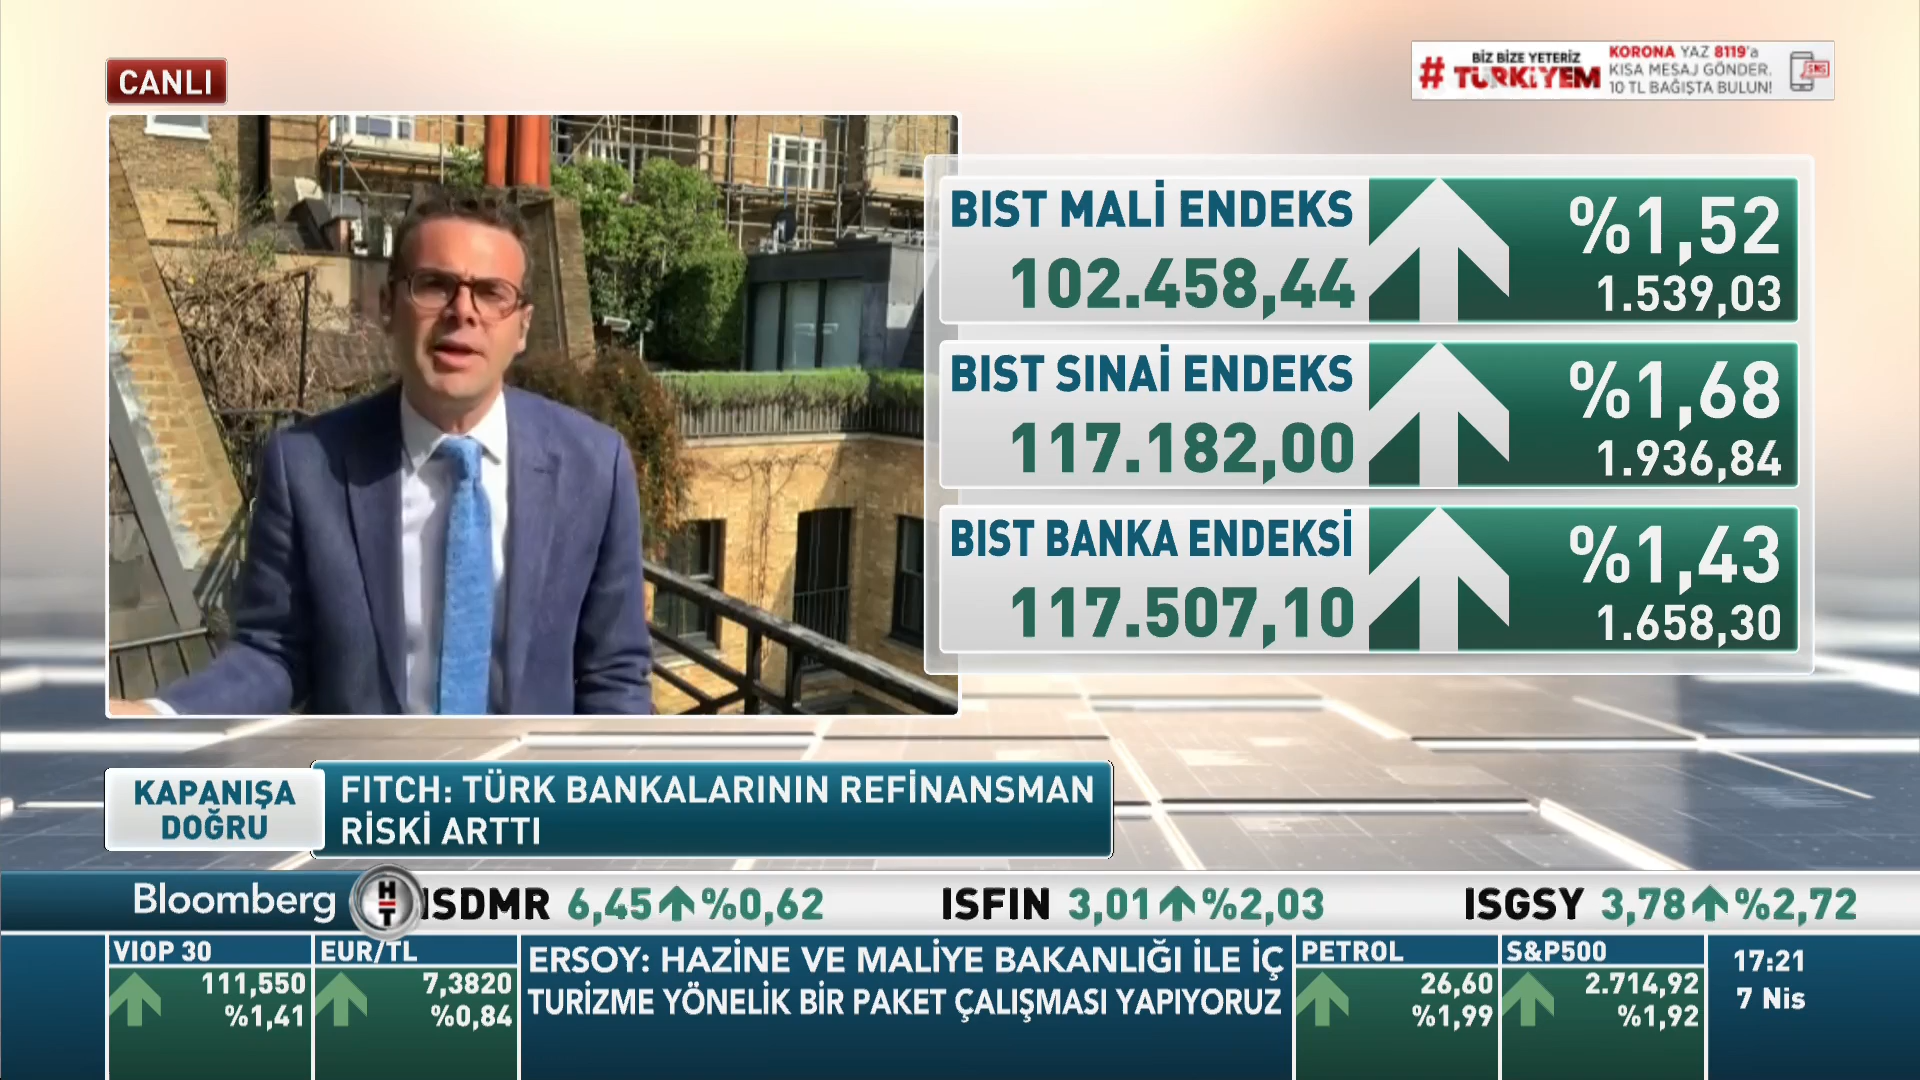 CANLI
BİZ BİZE YETERİZ
# TÜRKİYEM
KORONA YAZ 8119'a
KISA MESAJ GÖNDER.
10 TL BAĞIŞTA BULUN!
SMS
BIST MALİ ENDEKS
102.458,44
%1,52
1.539,03
BIST SINAİ ENDEKS
117.182,00
%1,68
1.936,84
BIST BANKA ENDEKSİ
117.507,10
%1,43
1.658,30
KAPANIŞA
DOĞRU
FITCH: TÜRK BANKALARININ REFİNANSMAN
RİSKİ ARTTI
Bloomberg HT
ISDMR 6,45 %0,62 ISFIN 3,01 %2,03 ISGSY 3,78 %2,72
VIOP 30
111,550
%1,41
EUR/TL
7,3820
%0,84
ERSOY: HAZİNE VE MALİYE BAKANLIĞI İLE İÇ
TURİZME YÖNELİK BİR PAKET ÇALIŞMASI YAPIYORUZ
PETROL
26,60
%1,99
S&P500
2.714,92
%1,92
17:21
7 Nis